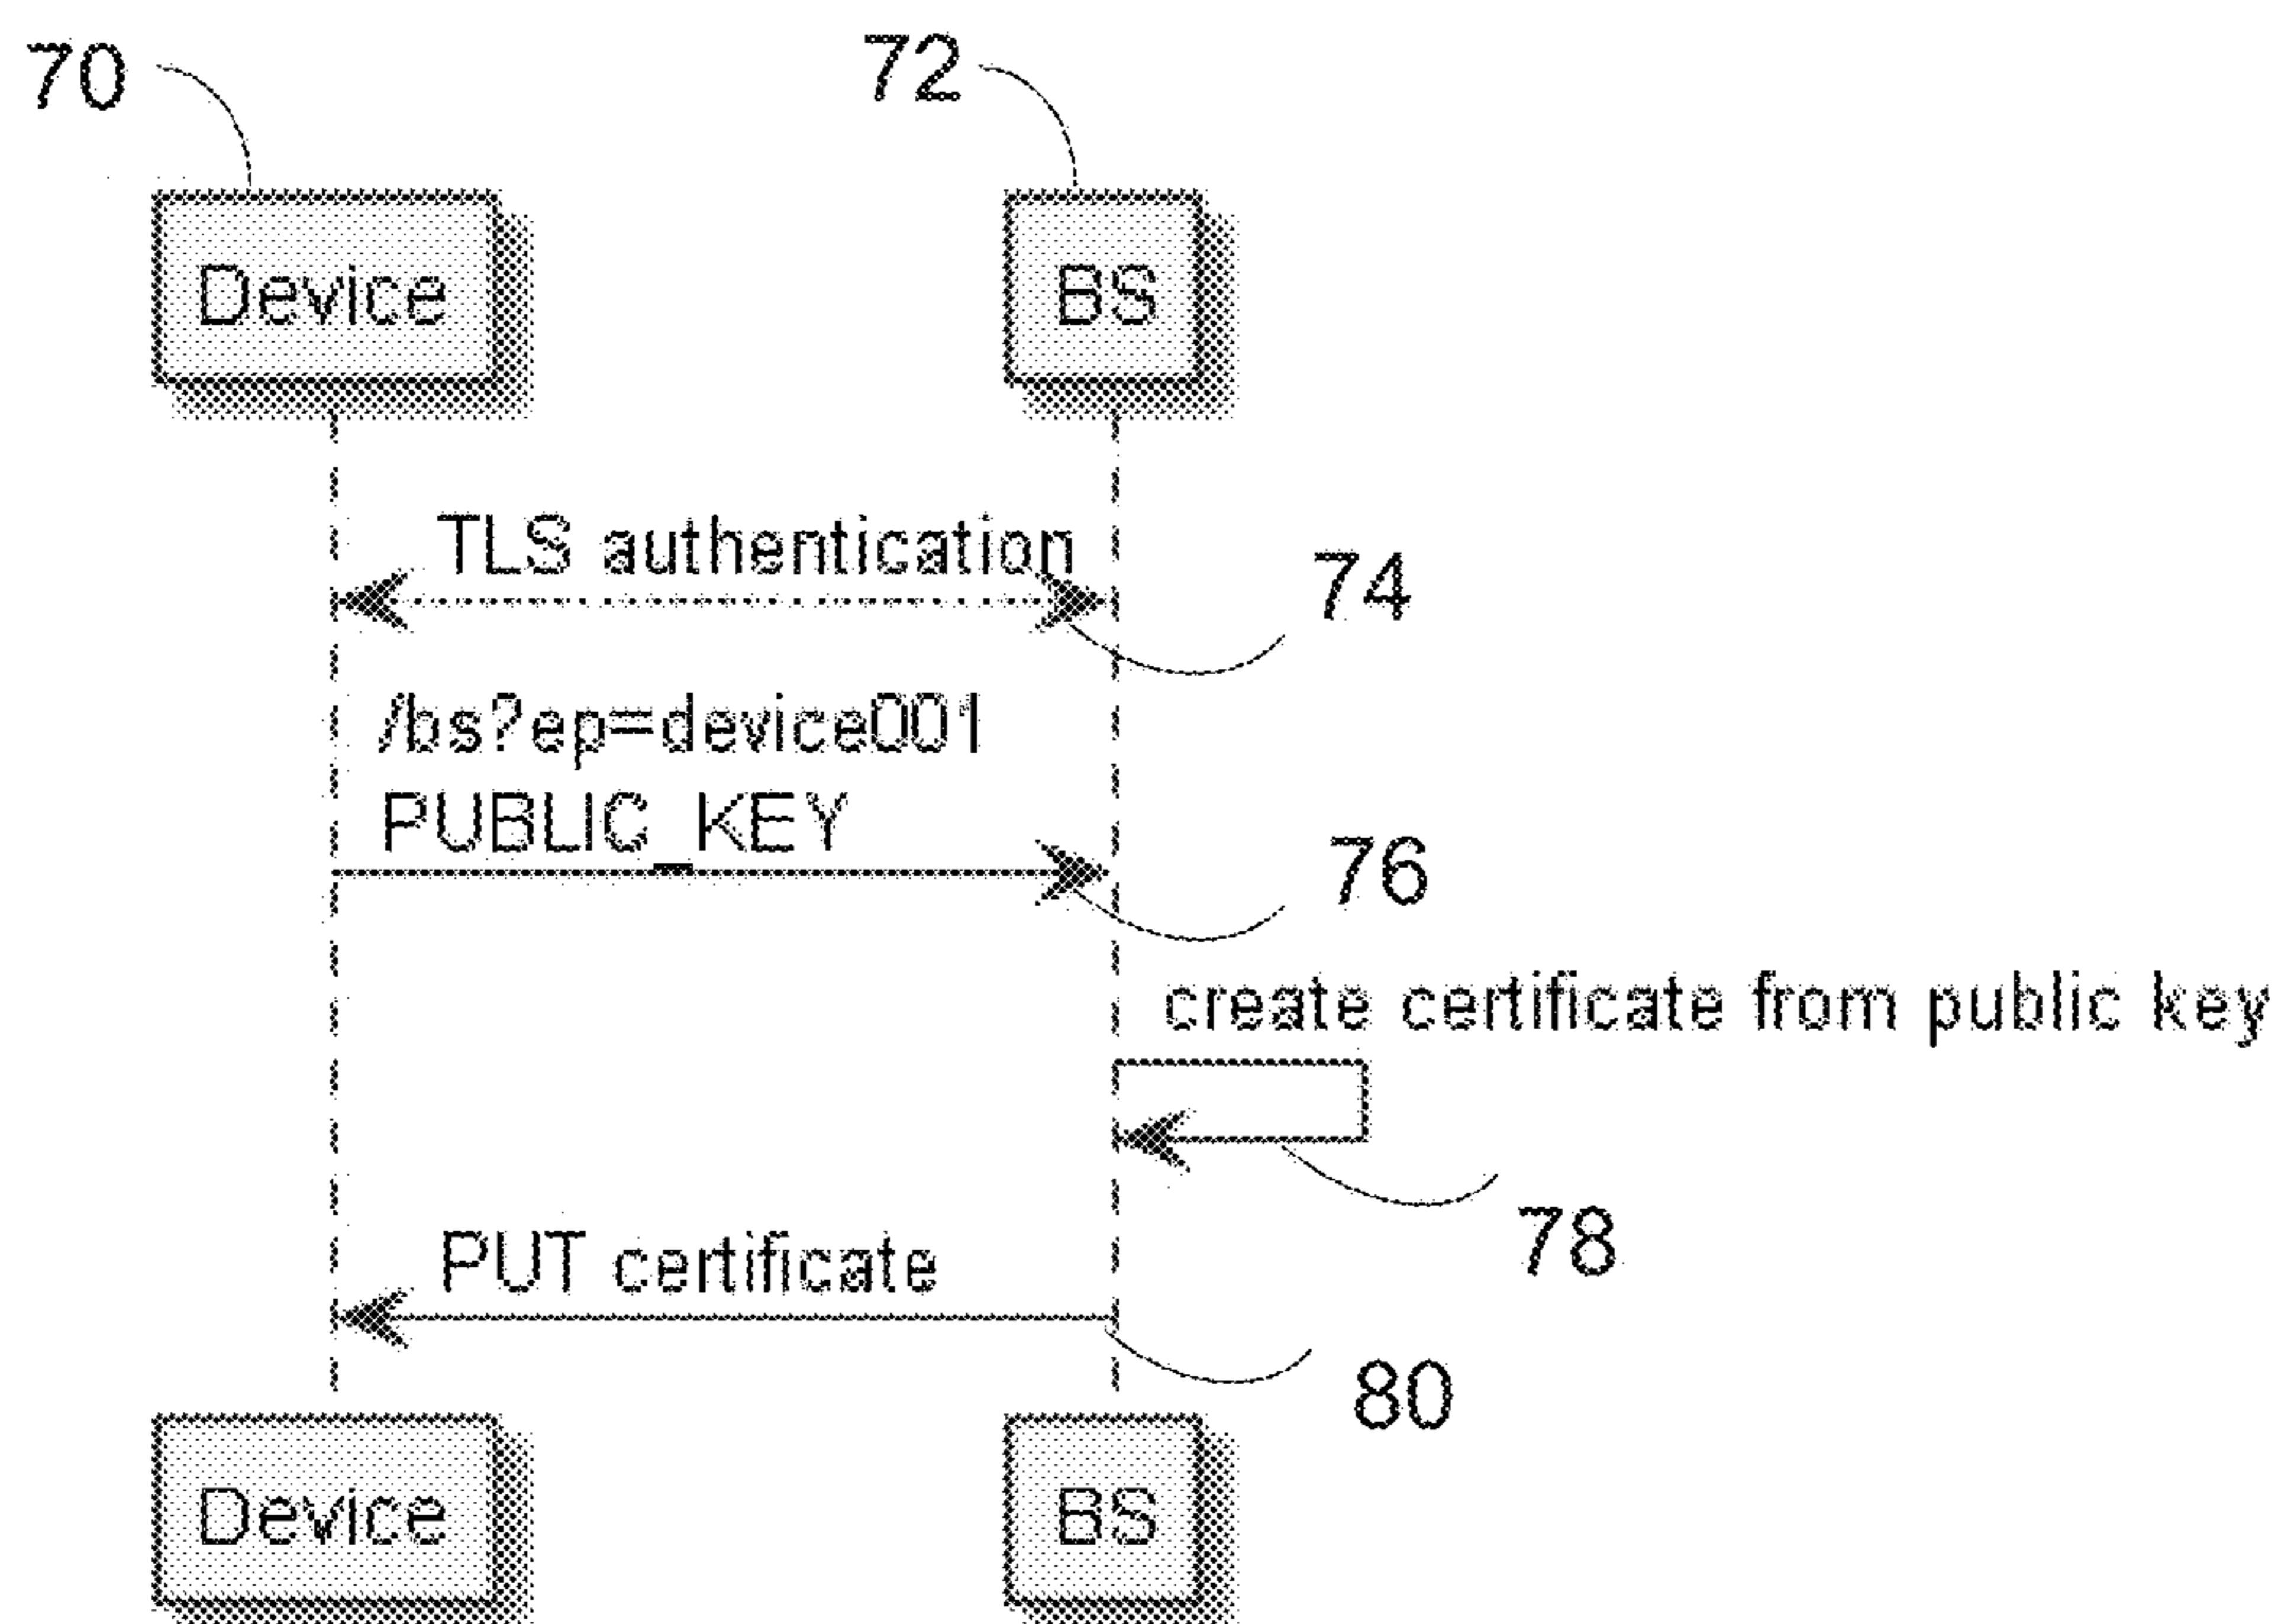 70
72
Device
BS
TLS authentication
74
/bs?ep=device001
PUBLIC_KEY
76
create certificate from public key
78
PUT certificate
80
Device
BS